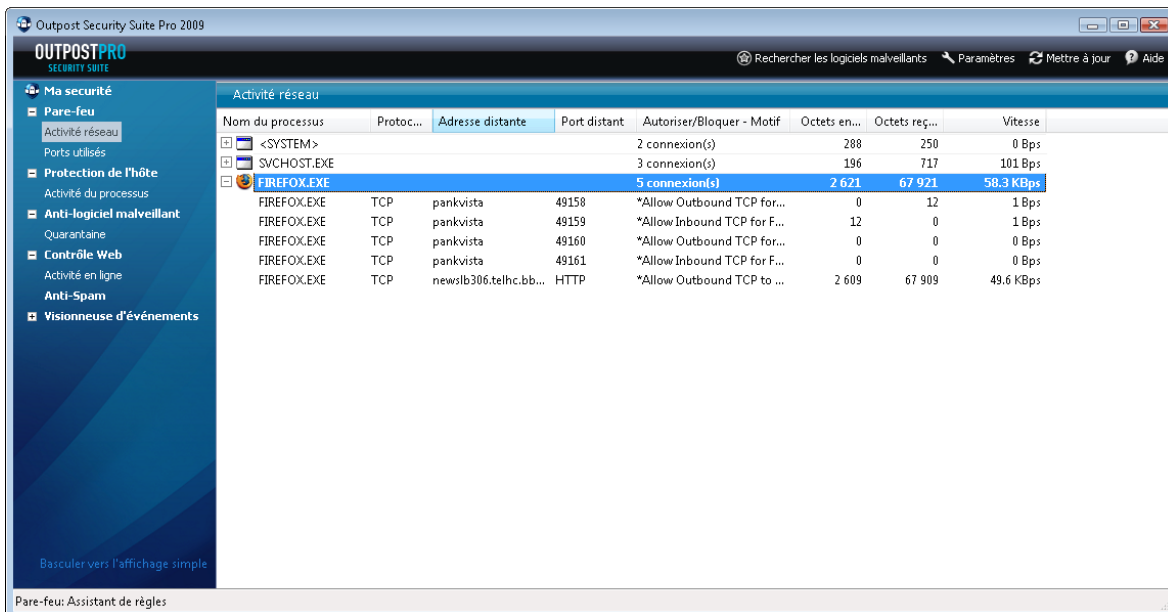 Outpost Security Suite Pro 2009
OUTPOSTPRO
SECURITY SUITE
Rechercher les logiciels malveillants Paramètres Mettre à jour Aide
Ma securité
Pare-feu
Activité réseau
Ports utilisés
Protection de l'hôte
Activité du processus
Anti-logiciel malveillant
Quarantaine
Contrôle Web
Activité en ligne
Anti-Spam
Visionneuse d'événements
Basculer vers l'affichage simple
Activité réseau
Nom du processus Protoc... Adresse distante Port distant Autoriser/Bloquer - Motif Octets en... Octets reç... Vitesse
<SYSTEM> 2 connexion(s) 288 250 0 Bps
SVCHOST.EXE 3 connexion(s) 196 717 101 Bps
FIREFOX.EXE 5 connexion(s) 2 621 67 921 58.3 KBps
FIREFOX.EXE TCP pankvista 49158 *Allow Outbound TCP for... 0 12 1 Bps
FIREFOX.EXE TCP pankvista 49159 *Allow Inbound TCP for F... 12 0 1 Bps
FIREFOX.EXE TCP pankvista 49160 *Allow Outbound TCP for... 0 0 0 Bps
FIREFOX.EXE TCP pankvista 49161 *Allow Inbound TCP for F... 0 0 0 Bps
FIREFOX.EXE TCP newslb306.telhc.bb... HTTP *Allow Outbound TCP to ... 2 609 67 909 49.6 KBps
Pare-feu: Assistant de règles